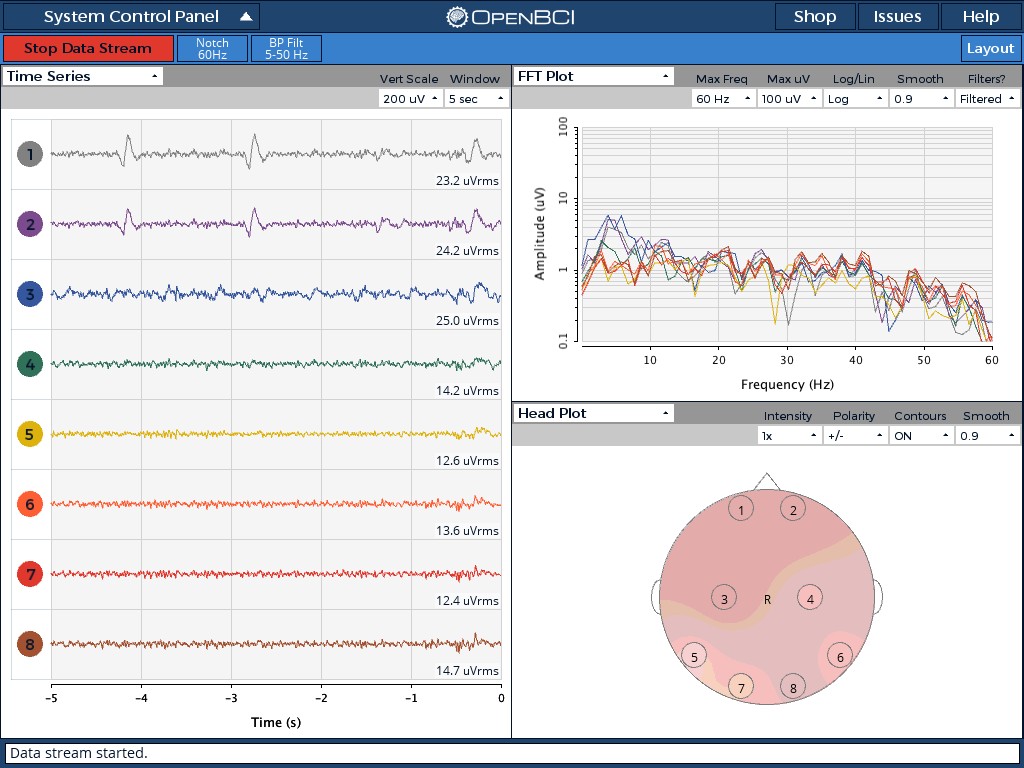 System Control Panel
OpenBCI
Shop
Issues
Help
Stop Data Stream
Notch
60Hz
BP Filt
5-50 Hz
Layout
Time Series
Vert Scale
Window
200 uV
5 sec
1
23.2 uVrms
2
24.2 uVrms
3
25.0 uVrms
4
14.2 uVrms
5
12.6 uVrms
6
13.6 uVrms
7
12.4 uVrms
8
14.7 uVrms
-5 -4 -3 -2 -1 0
Time (s)
FFT Plot
Max Freq
Max uV
Log/Lin
Smooth
Filters?
60 Hz
100 uV
Log
0.9
Filtered
100
10
1
0.1
Amplitude (uV)
10 20 30 40 50 60
Frequency (Hz)
Head Plot
Intensity
Polarity
Contours
Smooth
1x
+/-
ON
0.9
1 2
3 R 4
5 6
7 8
Data stream started.